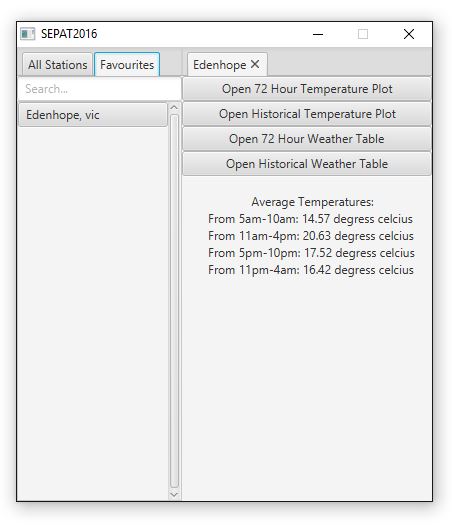 SEPAT2016
All Stations Favourites
Search...
Edenhope, vic
Edenhope
Open 72 Hour Temperature Plot
Open Historical Temperature Plot
Open 72 Hour Weather Table
Open Historical Weather Table
Average Temperatures:
From 5am-10am: 14.57 degress celcius
From 11am-4pm: 20.63 degress celcius
From 5pm-10pm: 17.52 degress celcius
From 11pm-4am: 16.42 degress celcius